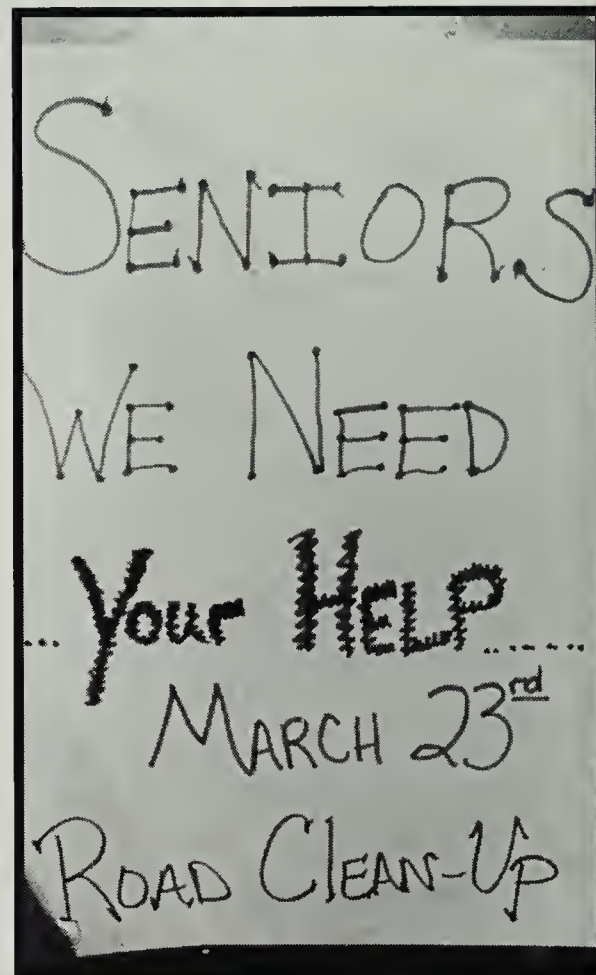 SENIORS
WE NEED
... Your HELP ......
MARCH 23rd
ROAD ClEAN-Up